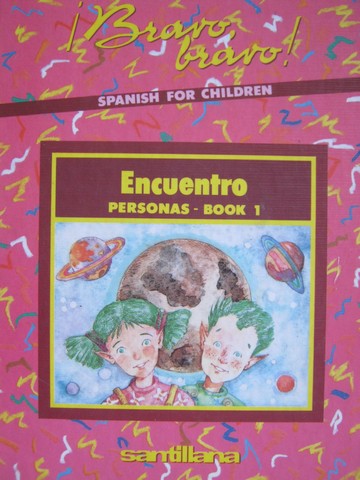 ¡Bravo,
bravo!
SPANISH FOR CHILDREN
Encuentro
PERSONAS - BOOK 1
santillana